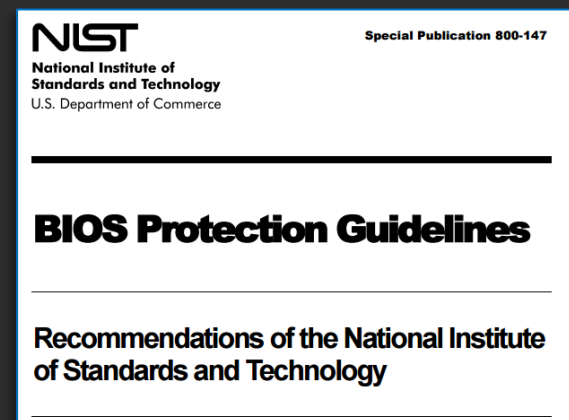 NIST
Special Publication 800-147
National Institute of
Standards and Technology
U.S. Department of Commerce
BIOS Protection Guidelines
Recommendations of the National Institute
of Standards and Technology